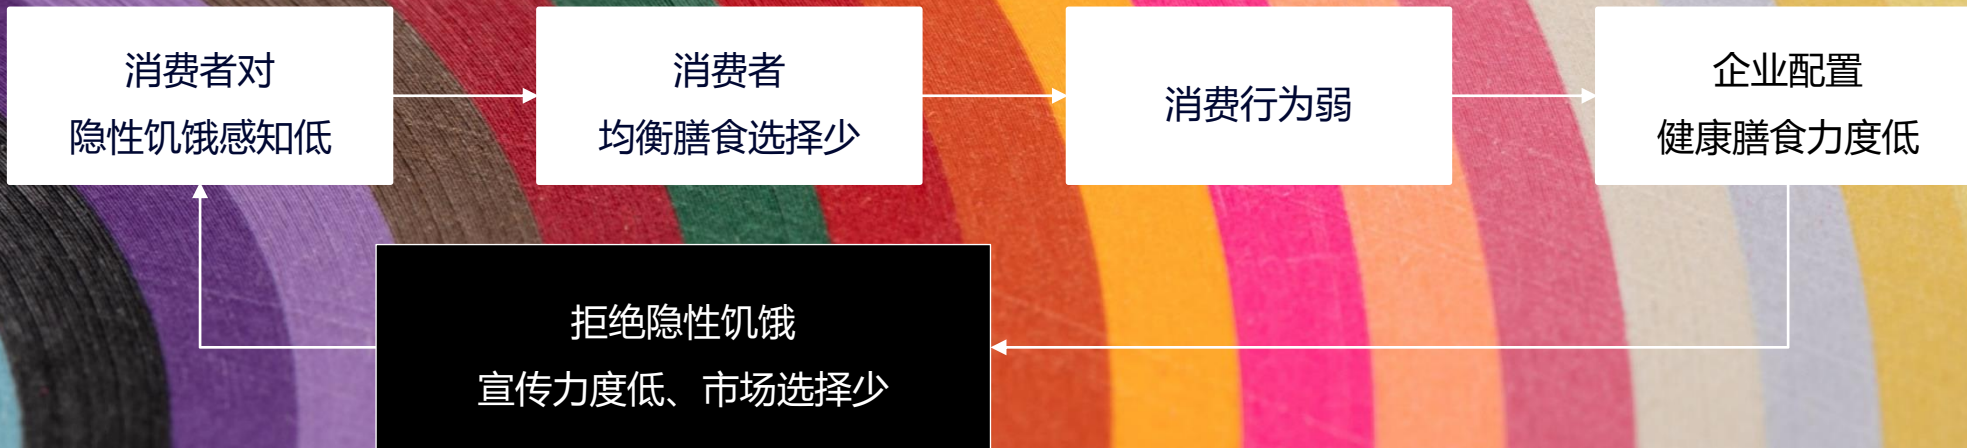 消费者对
隐性饥饿感知低
消费者
均衡膳食选择少
消费行为弱
企业配置
健康膳食力度低
拒绝隐性饥饿
宣传力度低、市场选择少